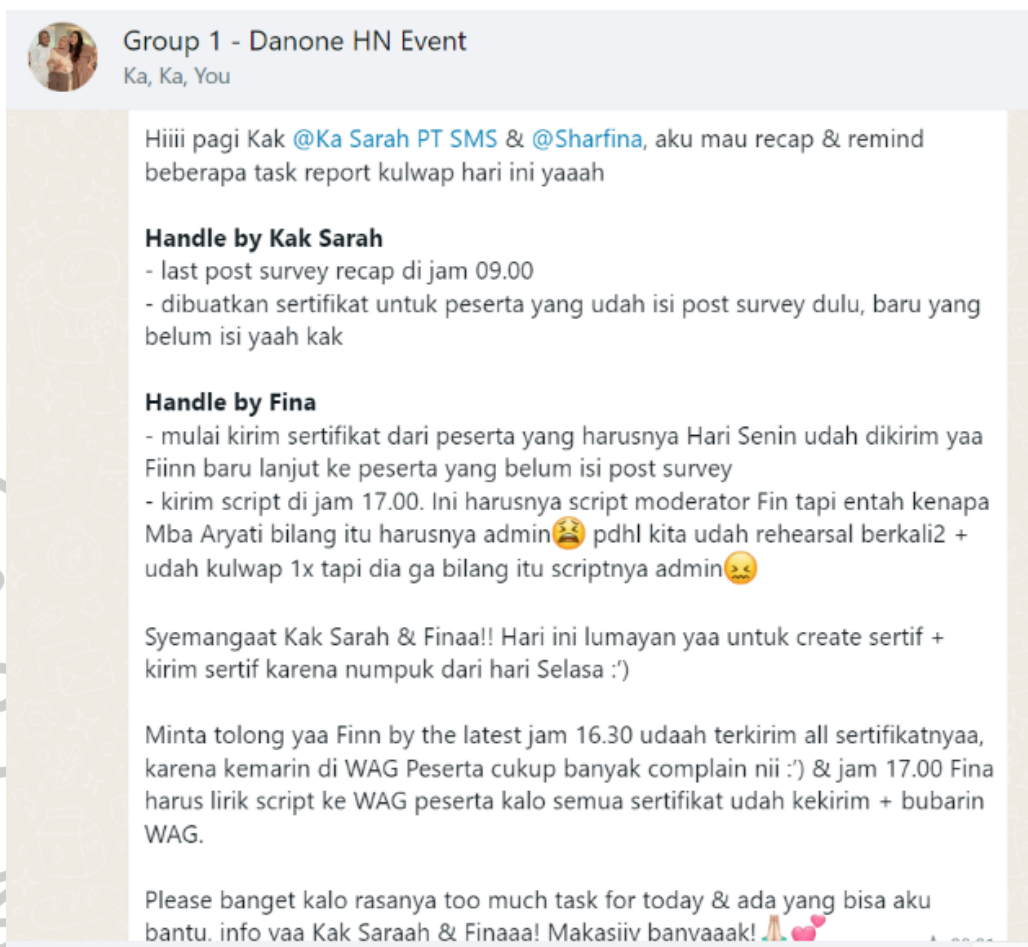 Group 1 - Danone HN Event
Ka, Ka, You
Hiiii pagi Kak @Ka Sarah PT SMS & @Sharfina, aku mau recap & remind
beberapa task report kulwap hari ini yaaah
Handle by Kak Sarah
- last post survey recap di jam 09.00
- dibuatkan sertifikat untuk peserta yang udah isi post survey dulu, baru yang
belum isi yaah kak
Handle by Fina
- mulai kirim sertifikat dari peserta yang harusnya Hari Senin udah dikirim yaa
Fiinn baru lanjut ke peserta yang belum isi post survey
- kirim script di jam 17.00. Ini harusnya script moderator Fin tapi entah kenapa
Mba Aryati bilang itu harusnya admin😫 pdhl kita udah rehearsal berkali2 +
udah kulwap 1x tapi dia ga bilang itu scriptnya admin😖
Syemangaat Kak Sarah & Finaa!! Hari ini lumayan yaa untuk create sertif +
kirim sertif karena numpuk dari hari Selasa :')
Minta tolong yaa Finn by the latest jam 16.30 udaah terkirim all sertifikatnyaa,
karena kemarin di WAG Peserta cukup banyak complain nii :') & jam 17.00 Fina
harus lirik script ke WAG peserta kalo semua sertifikat udah kekirim + bubarin
WAG.
Please banget kalo rasanya too much task for today & ada yang bisa aku
bantu, info yaa Kak Saraah & Finaaa! Makasiiy banyaaak! 🙏🏻💕